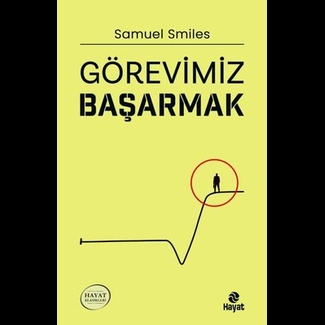 Samuel Smiles
GÖREVİMİZ
BAŞARMAK
HAYAT
KLASİKLERİ
Hayat